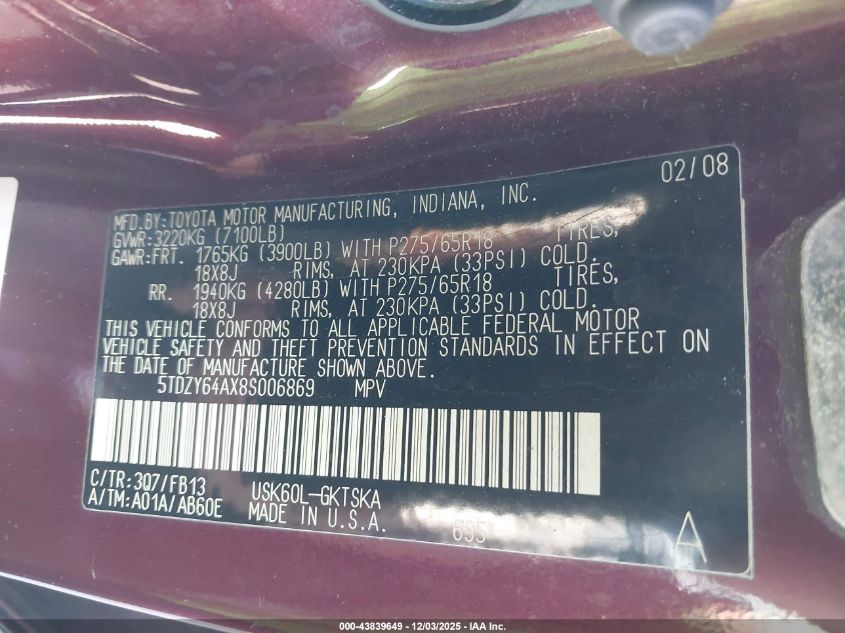 02/08
MFD.BY:TOYOTA MOTOR MANUFACTURING, INDIANA, INC.
GVWR:3220KG (7100LB)
GAWR:FRT. 1765KG (3900LB) WITH P275/65R18 TIRES,
18X8J RIMS, AT 230KPA (33PSI) COLD.
RR. 1940KG (4280LB) WITH P275/65R18 TIRES,
18X8J RIMS, AT 230KPA (33PSI) COLD.
THIS VEHICLE CONFORMS TO ALL APPLICABLE FEDERAL MOTOR
VEHICLE SAFETY AND THEFT PREVENTION STANDARDS IN EFFECT ON
THE DATE OF MANUFACTURE SHOWN ABOVE.
5TDZY64AX8S006869 MPV
C/TR:3Q7/FB13 USK60L-GKTSKA
A/TM:A01A/AB60E MADE IN U.S.A. 695 A
000-43839649 - 12/03/2025 - IAA Inc.